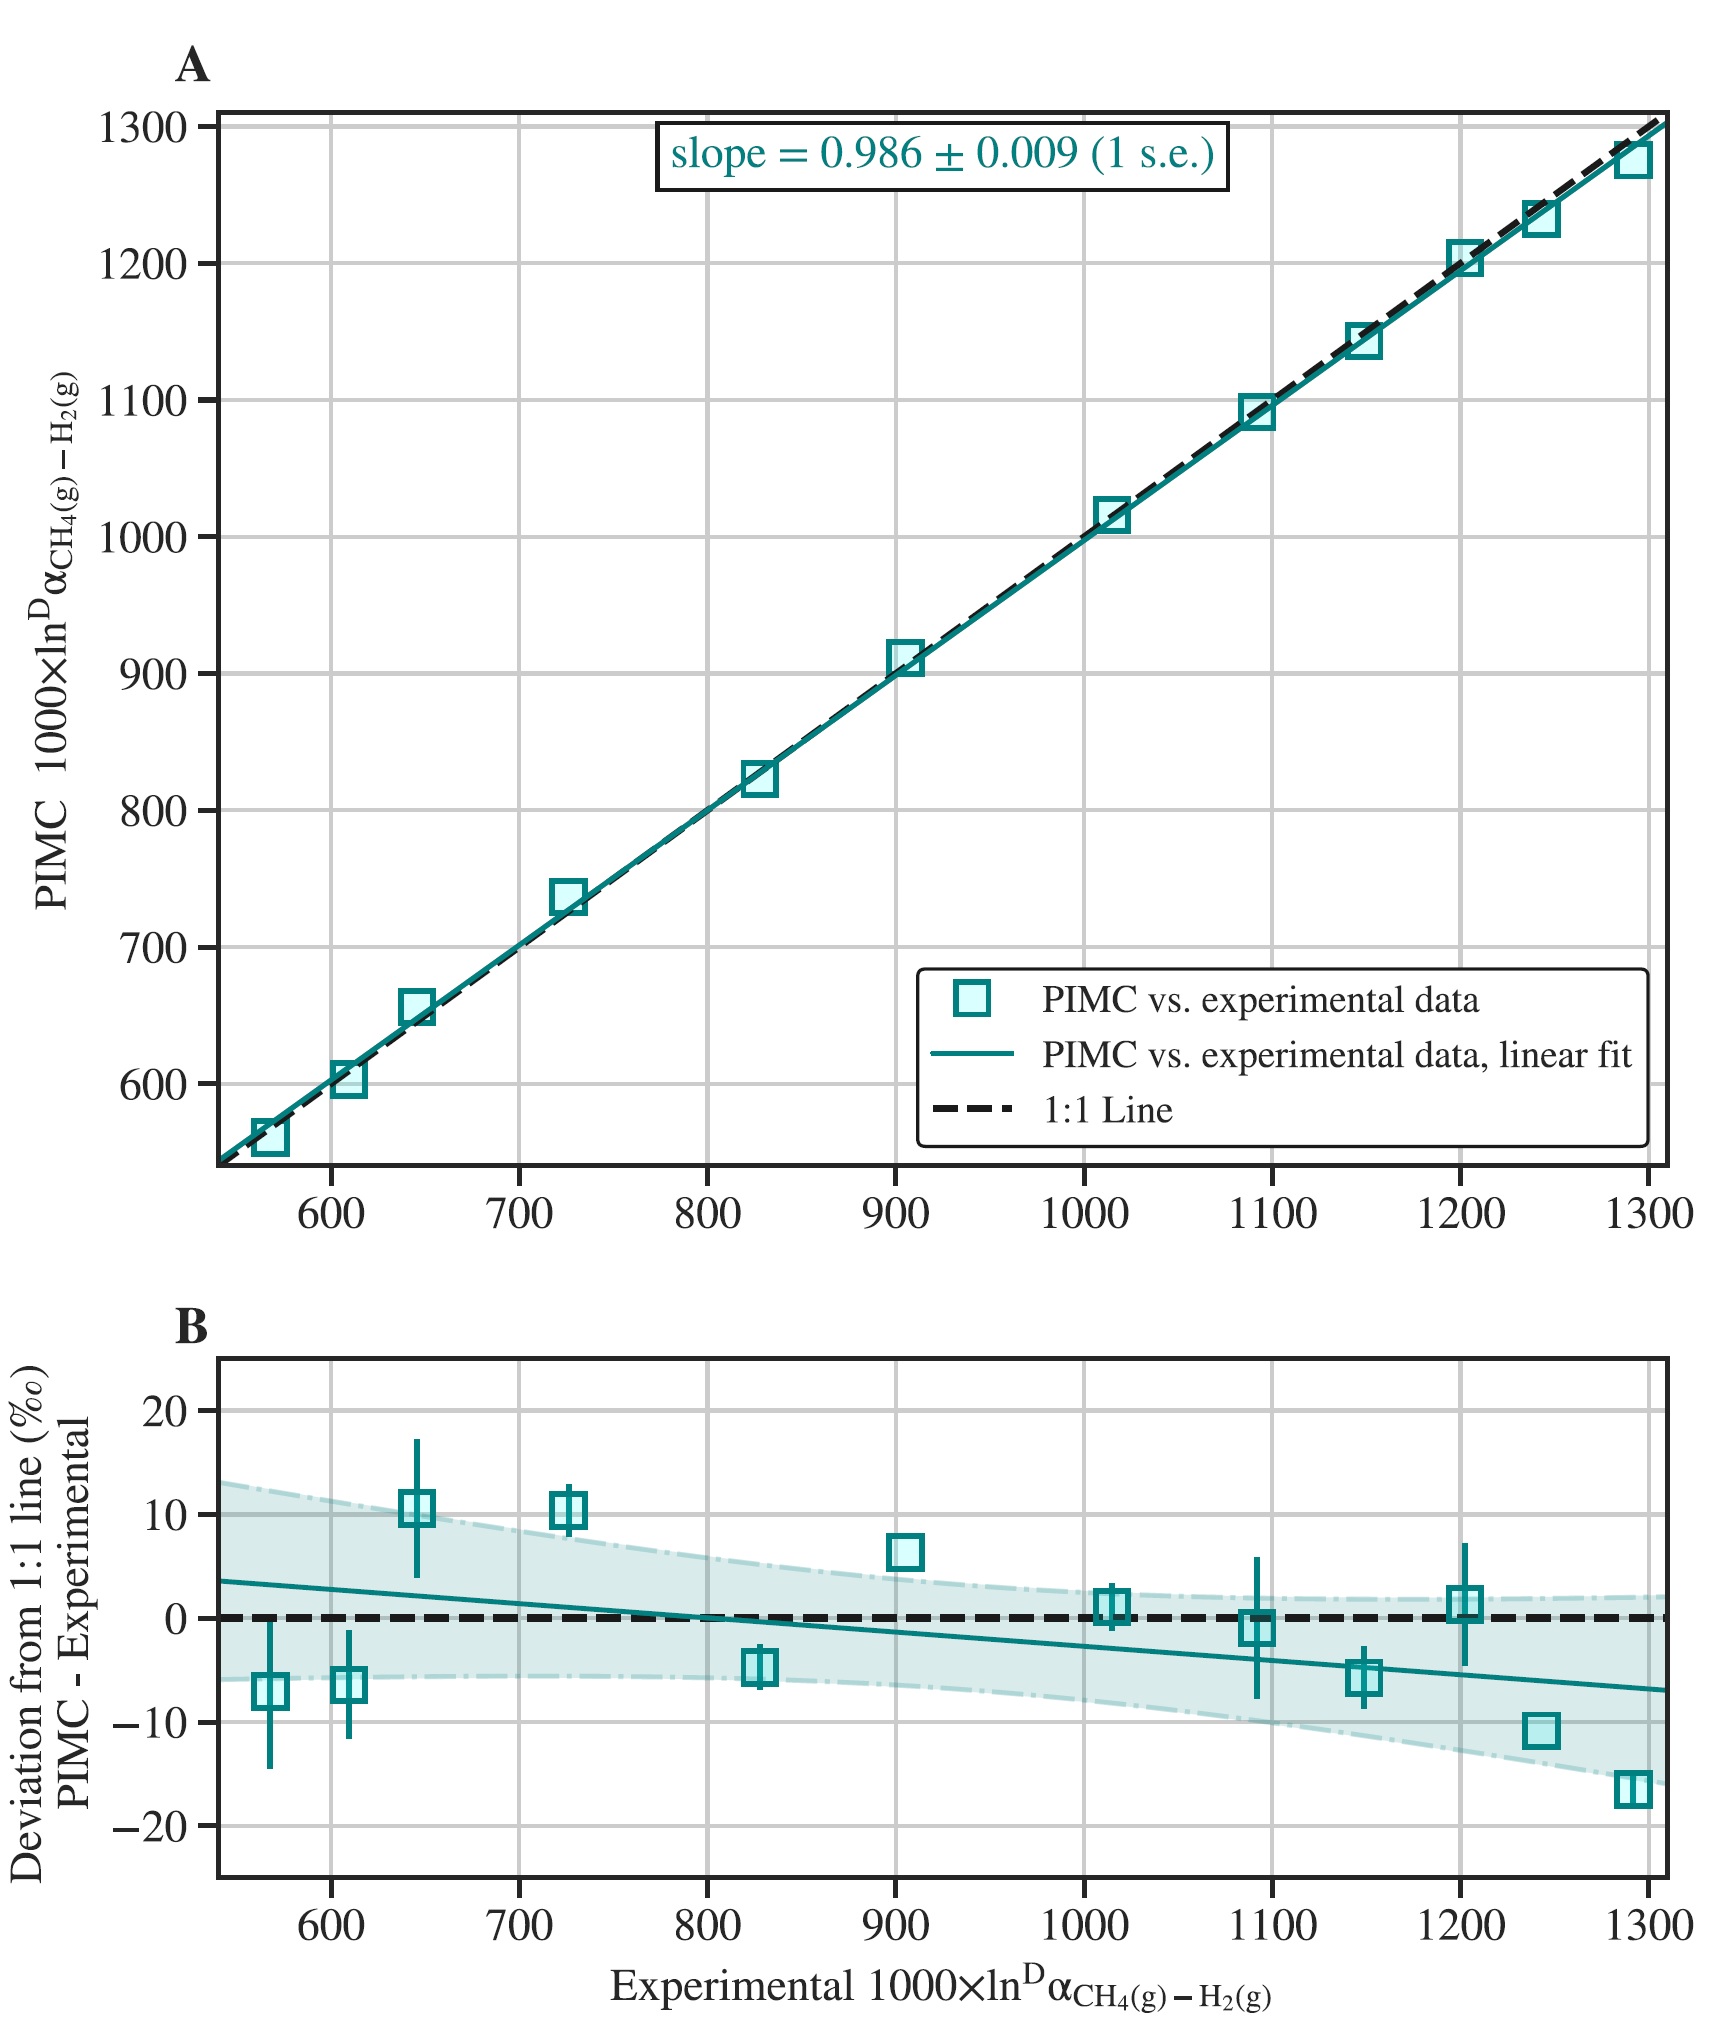 A
PIMC 1000×ln^Dα_CH₄(g) − H₂(g)
1300
1200
1100
1000
900
800
700
600
slope = 0.986 ± 0.009 (1 s.e.)
PIMC vs. experimental data
PIMC vs. experimental data, linear fit
1:1 Line
600 700 800 900 1000 1100 1200 1300
B
Deviation from 1:1 line (‰)
PIMC - Experimental
20
10
0
−10
−20
600 700 800 900 1000 1100 1200 1300
Experimental 1000×ln^Dα_CH₄(g) − H₂(g)